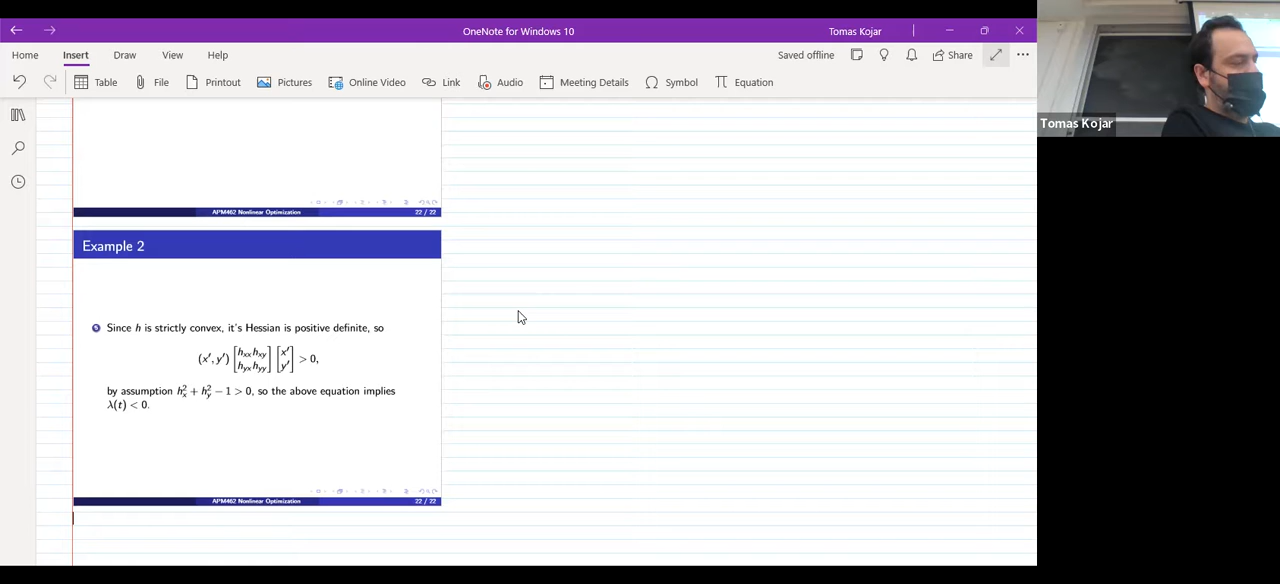 OneNote for Windows 10
Tomas Kojar
Home Insert Draw View Help
Saved offline
Share
Table File Printout Pictures Online Video Link Audio Meeting Details Symbol Equation
Tomas Kojar
APM462 Nonlinear Optimization 22 / 22
Example 2
Since h is strictly convex, it's Hessian is positive definite, so
(x′, y′) [h_xx h_xy] [x′] > 0,
[h_yx h_yy] [y′]
by assumption h_x^2 + h_y^2 − 1 > 0, so the above equation implies
λ(t) < 0.
APM462 Nonlinear Optimization 22 / 22